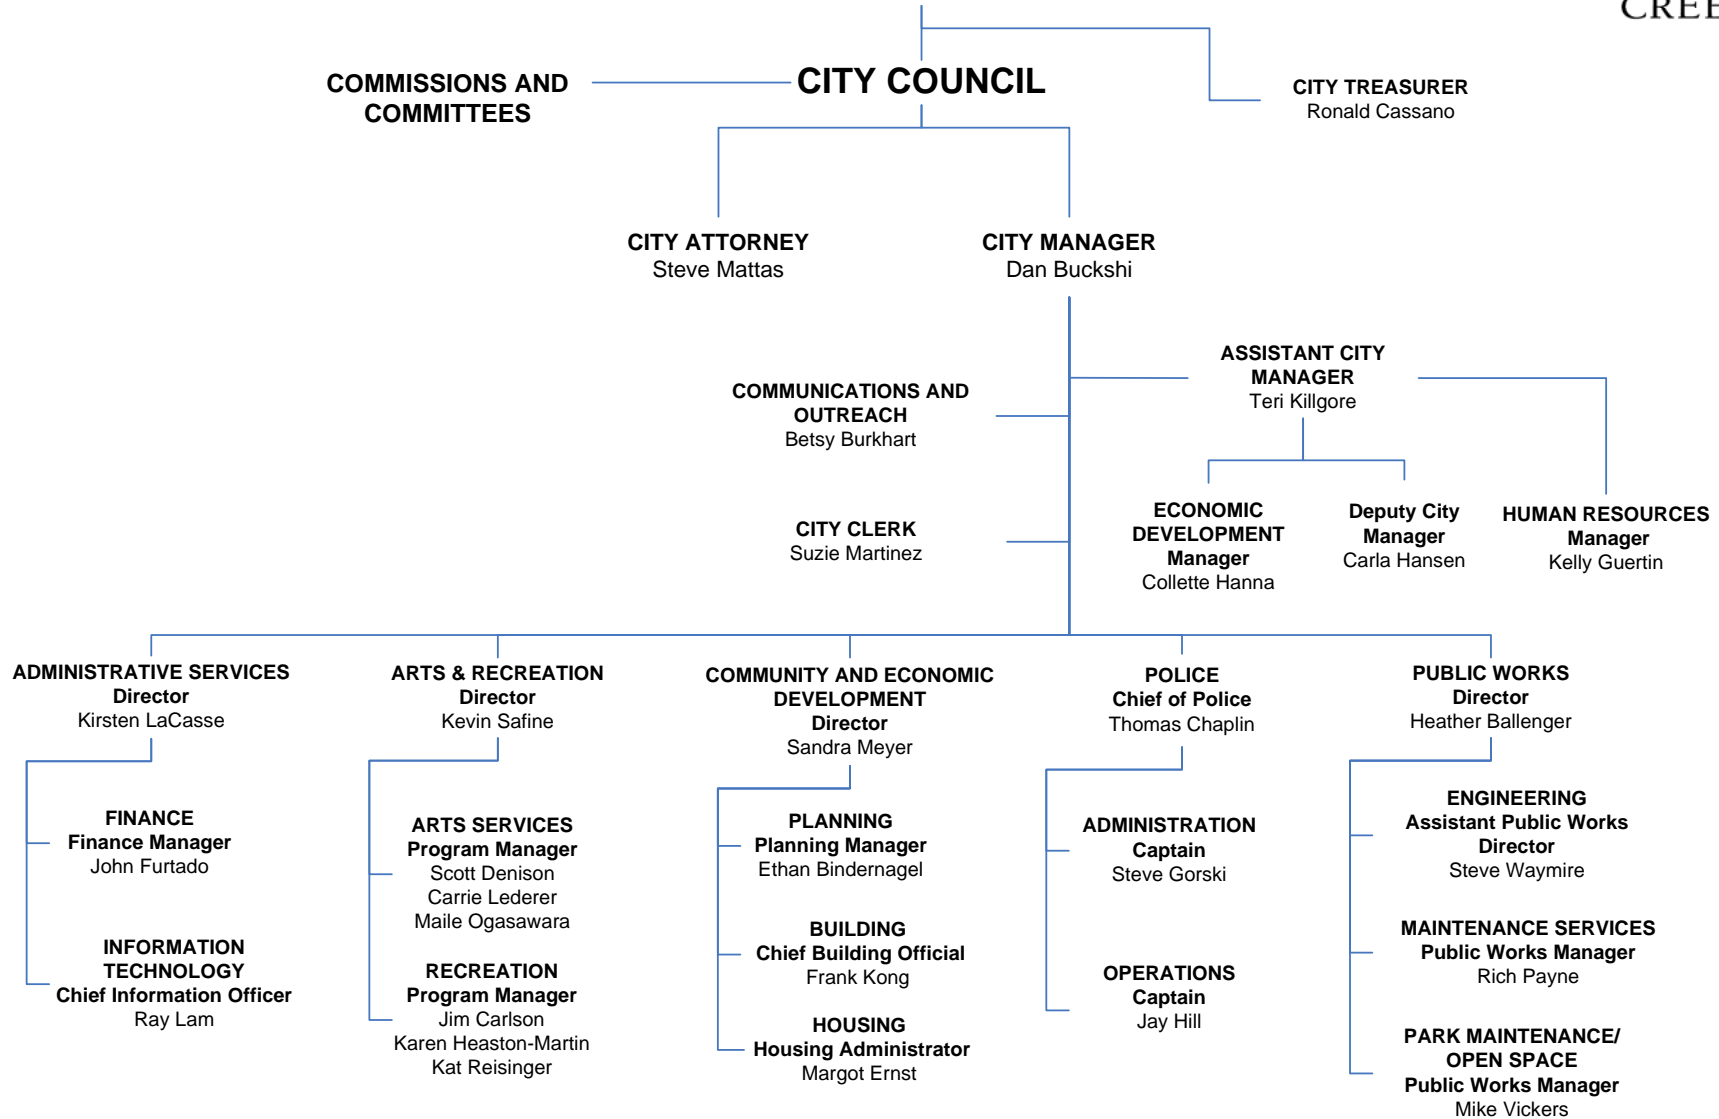 CITY COUNCIL
COMMISSIONS AND
COMMITTEES
CITY TREASURER
Ronald Cassano
CITY ATTORNEY
Steve Mattas
CITY MANAGER
Dan Buckshi
ASSISTANT CITY
MANAGER
Teri Killgore
COMMUNICATIONS AND
OUTREACH
Betsy Burkhart
CITY CLERK
Suzie Martinez
ECONOMIC
DEVELOPMENT
Manager
Collette Hanna
Deputy City
Manager
Carla Hansen
HUMAN RESOURCES
Manager
Kelly Guertin
ADMINISTRATIVE SERVICES
Director
Kirsten LaCasse
FINANCE
Finance Manager
John Furtado
INFORMATION
TECHNOLOGY
Chief Information Officer
Ray Lam
ARTS & RECREATION
Director
Kevin Safine
ARTS SERVICES
Program Manager
Scott Denison
Carrie Lederer
Maile Ogasawara
RECREATION
Program Manager
Jim Carlson
Karen Heaston-Martin
Kat Reisinger
COMMUNITY AND ECONOMIC
DEVELOPMENT
Director
Sandra Meyer
PLANNING
Planning Manager
Ethan Bindernagel
BUILDING
Chief Building Official
Frank Kong
HOUSING
Housing Administrator
Margot Ernst
POLICE
Chief of Police
Thomas Chaplin
ADMINISTRATION
Captain
Steve Gorski
OPERATIONS
Captain
Jay Hill
PUBLIC WORKS
Director
Heather Ballenger
ENGINEERING
Assistant Public Works
Director
Steve Waymire
MAINTENANCE SERVICES
Public Works Manager
Rich Payne
PARK MAINTENANCE/
OPEN SPACE
Public Works Manager
Mike Vickers